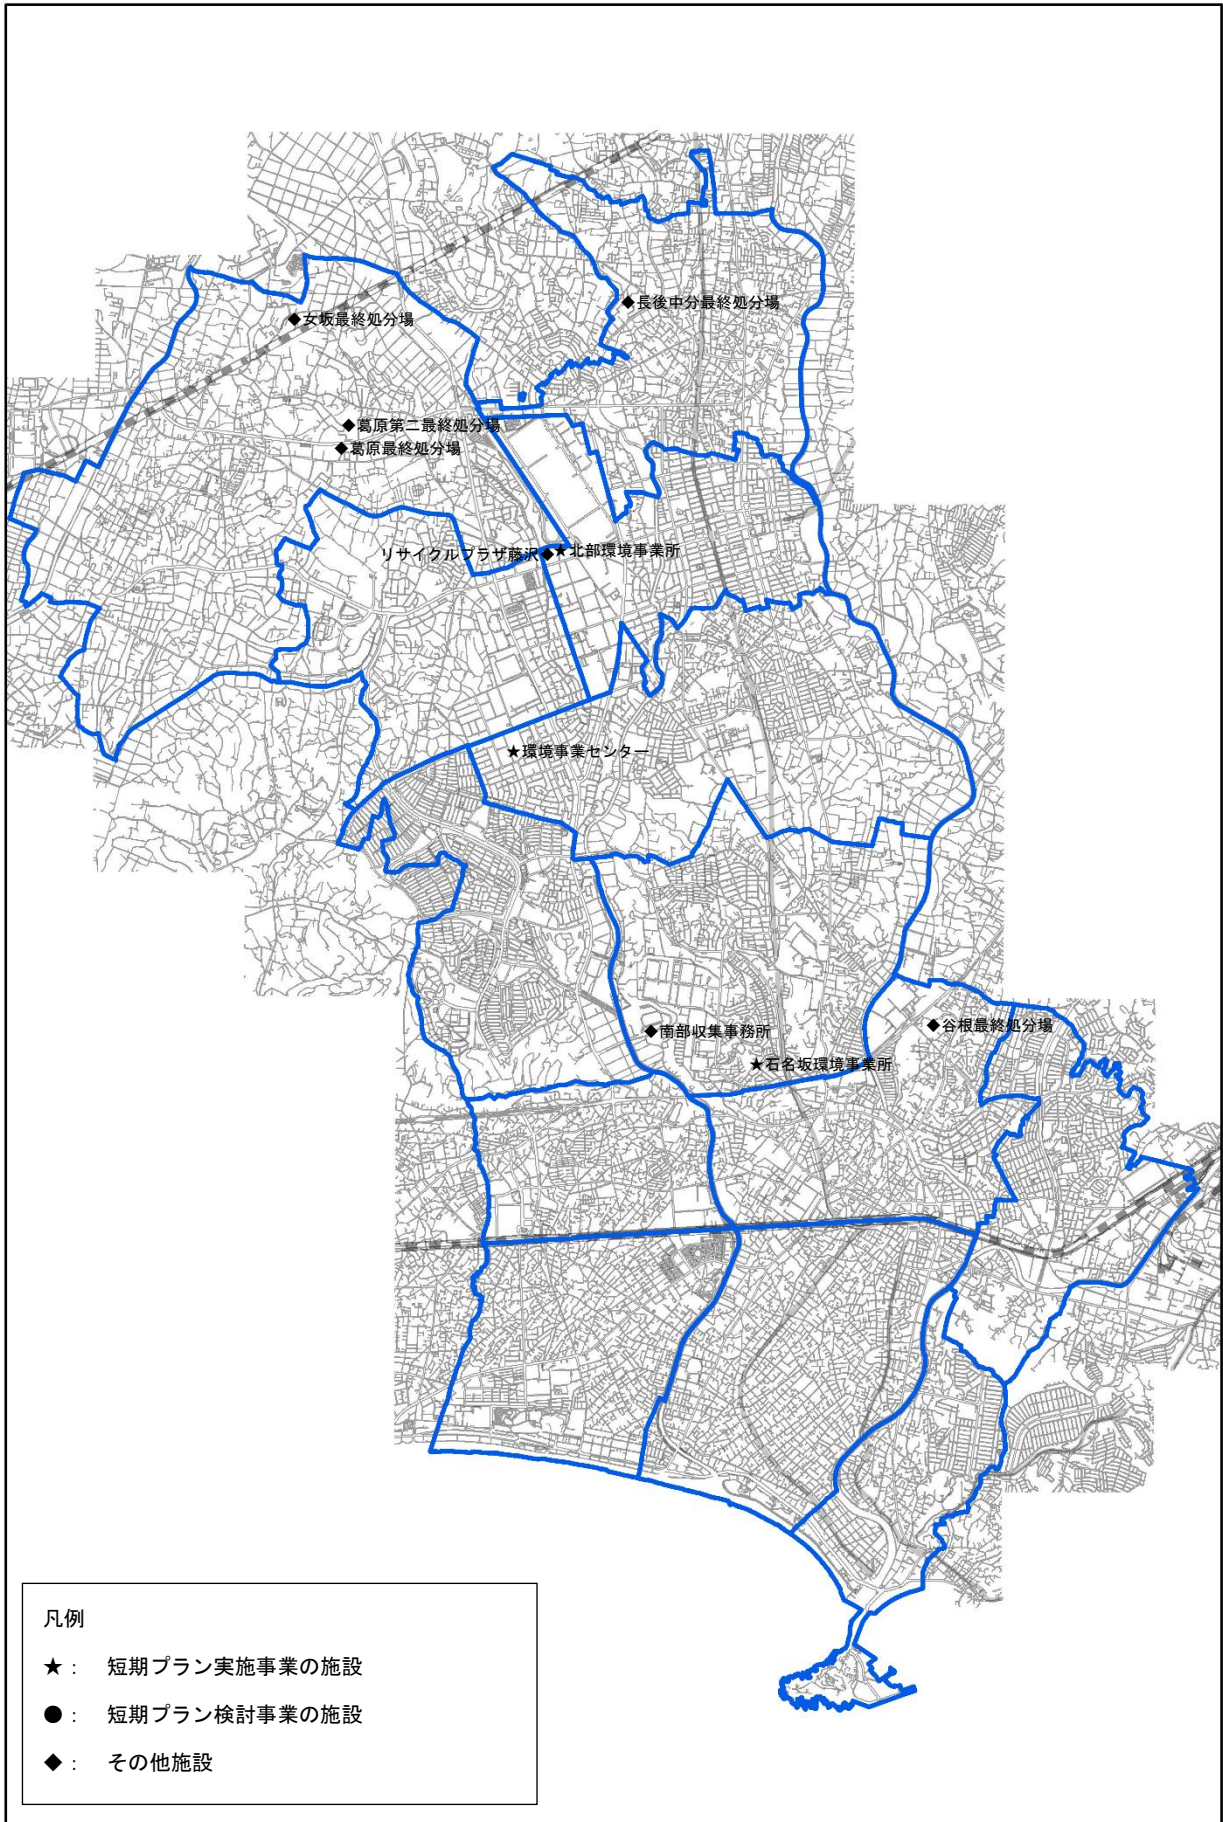 ◆長後中分最終処分場
◆女坂最終処分場
◆葛原第二最終処分場
◆葛原最終処分場
リサイクルプラザ藤沢◆★北部環境事業所
★環境事業センター
◆谷根最終処分場
◆南部収集事務所
★石名坂環境事業所
凡例
★： 短期プラン実施事業の施設
●： 短期プラン検討事業の施設
◆： その他施設